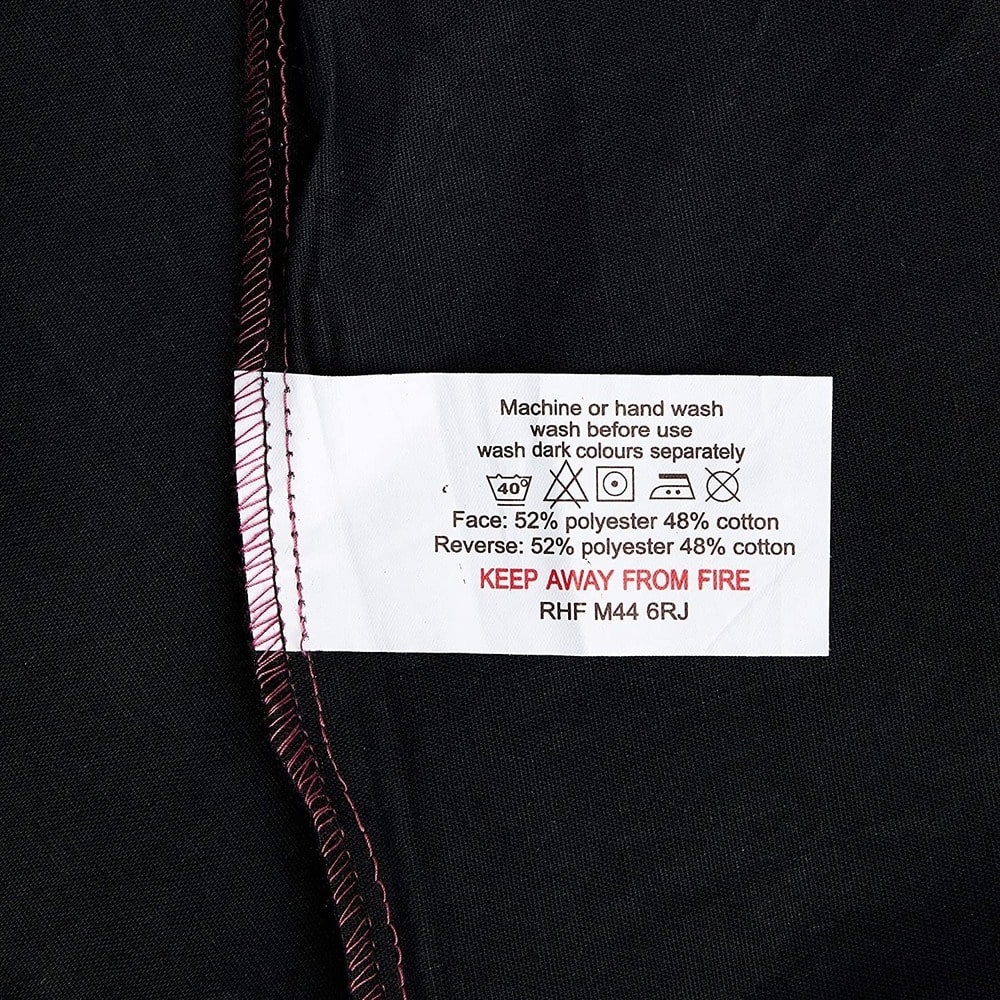 Machine or hand wash
wash before use
wash dark colours separately
40°
Face: 52% polyester 48% cotton
Reverse: 52% polyester 48% cotton
KEEP AWAY FROM FIRE
RHF M44 6RJ